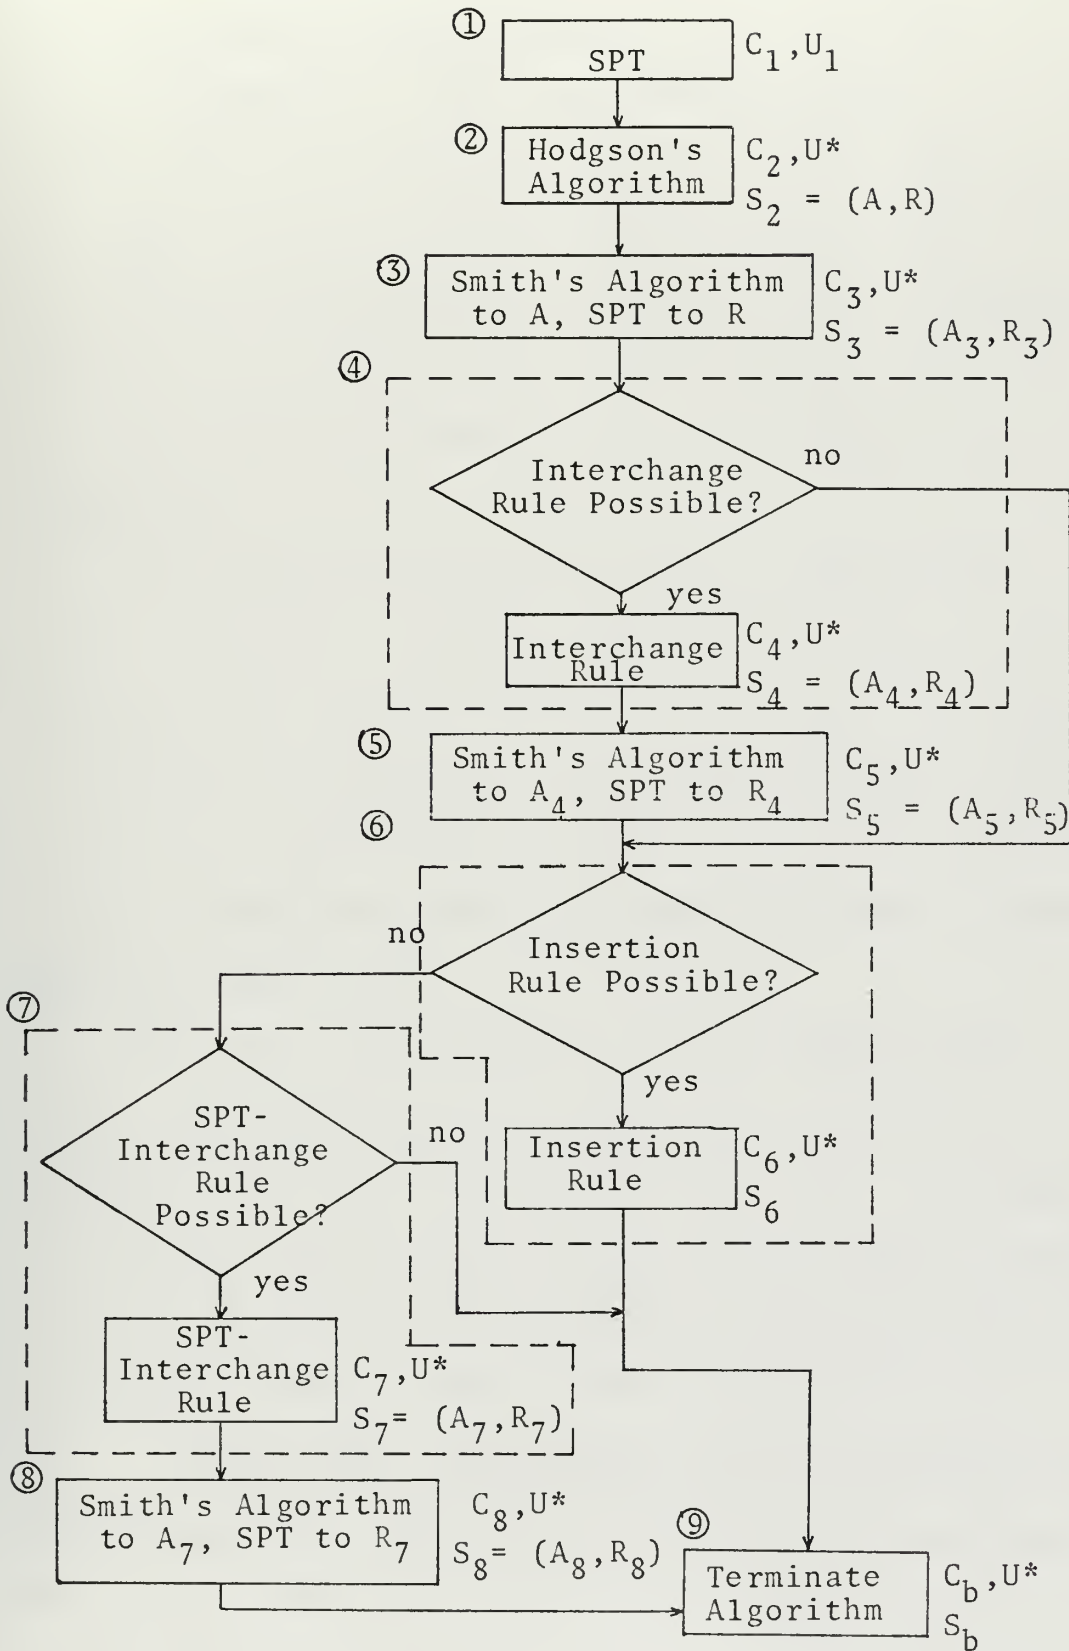 ①
SPT
C₁,U₁
②
Hodgson's
Algorithm
C₂,U*
S₂ = (A,R)
③
Smith's Algorithm
to A, SPT to R
C₃,U*
S₃ = (A₃,R₃)
④
Interchange
Rule Possible?
no
yes
Interchange
Rule
C₄,U*
S₄ = (A₄,R₄)
⑤
Smith's Algorithm
to A₄, SPT to R₄
C₅,U*
S₅ = (A₅,R₅)
⑥
Insertion
Rule Possible?
no
yes
Insertion
Rule
C₆,U*
S₆
⑦
SPT-
Interchange
Rule
Possible?
no
yes
SPT-
Interchange
Rule
C₇,U*
S₇= (A₇,R₇)
⑧
Smith's Algorithm
to A₇, SPT to R₇
C₈,U*
S₈= (A₈,R₈)
⑨
Terminate
Algorithm
C_b,U*
S_b